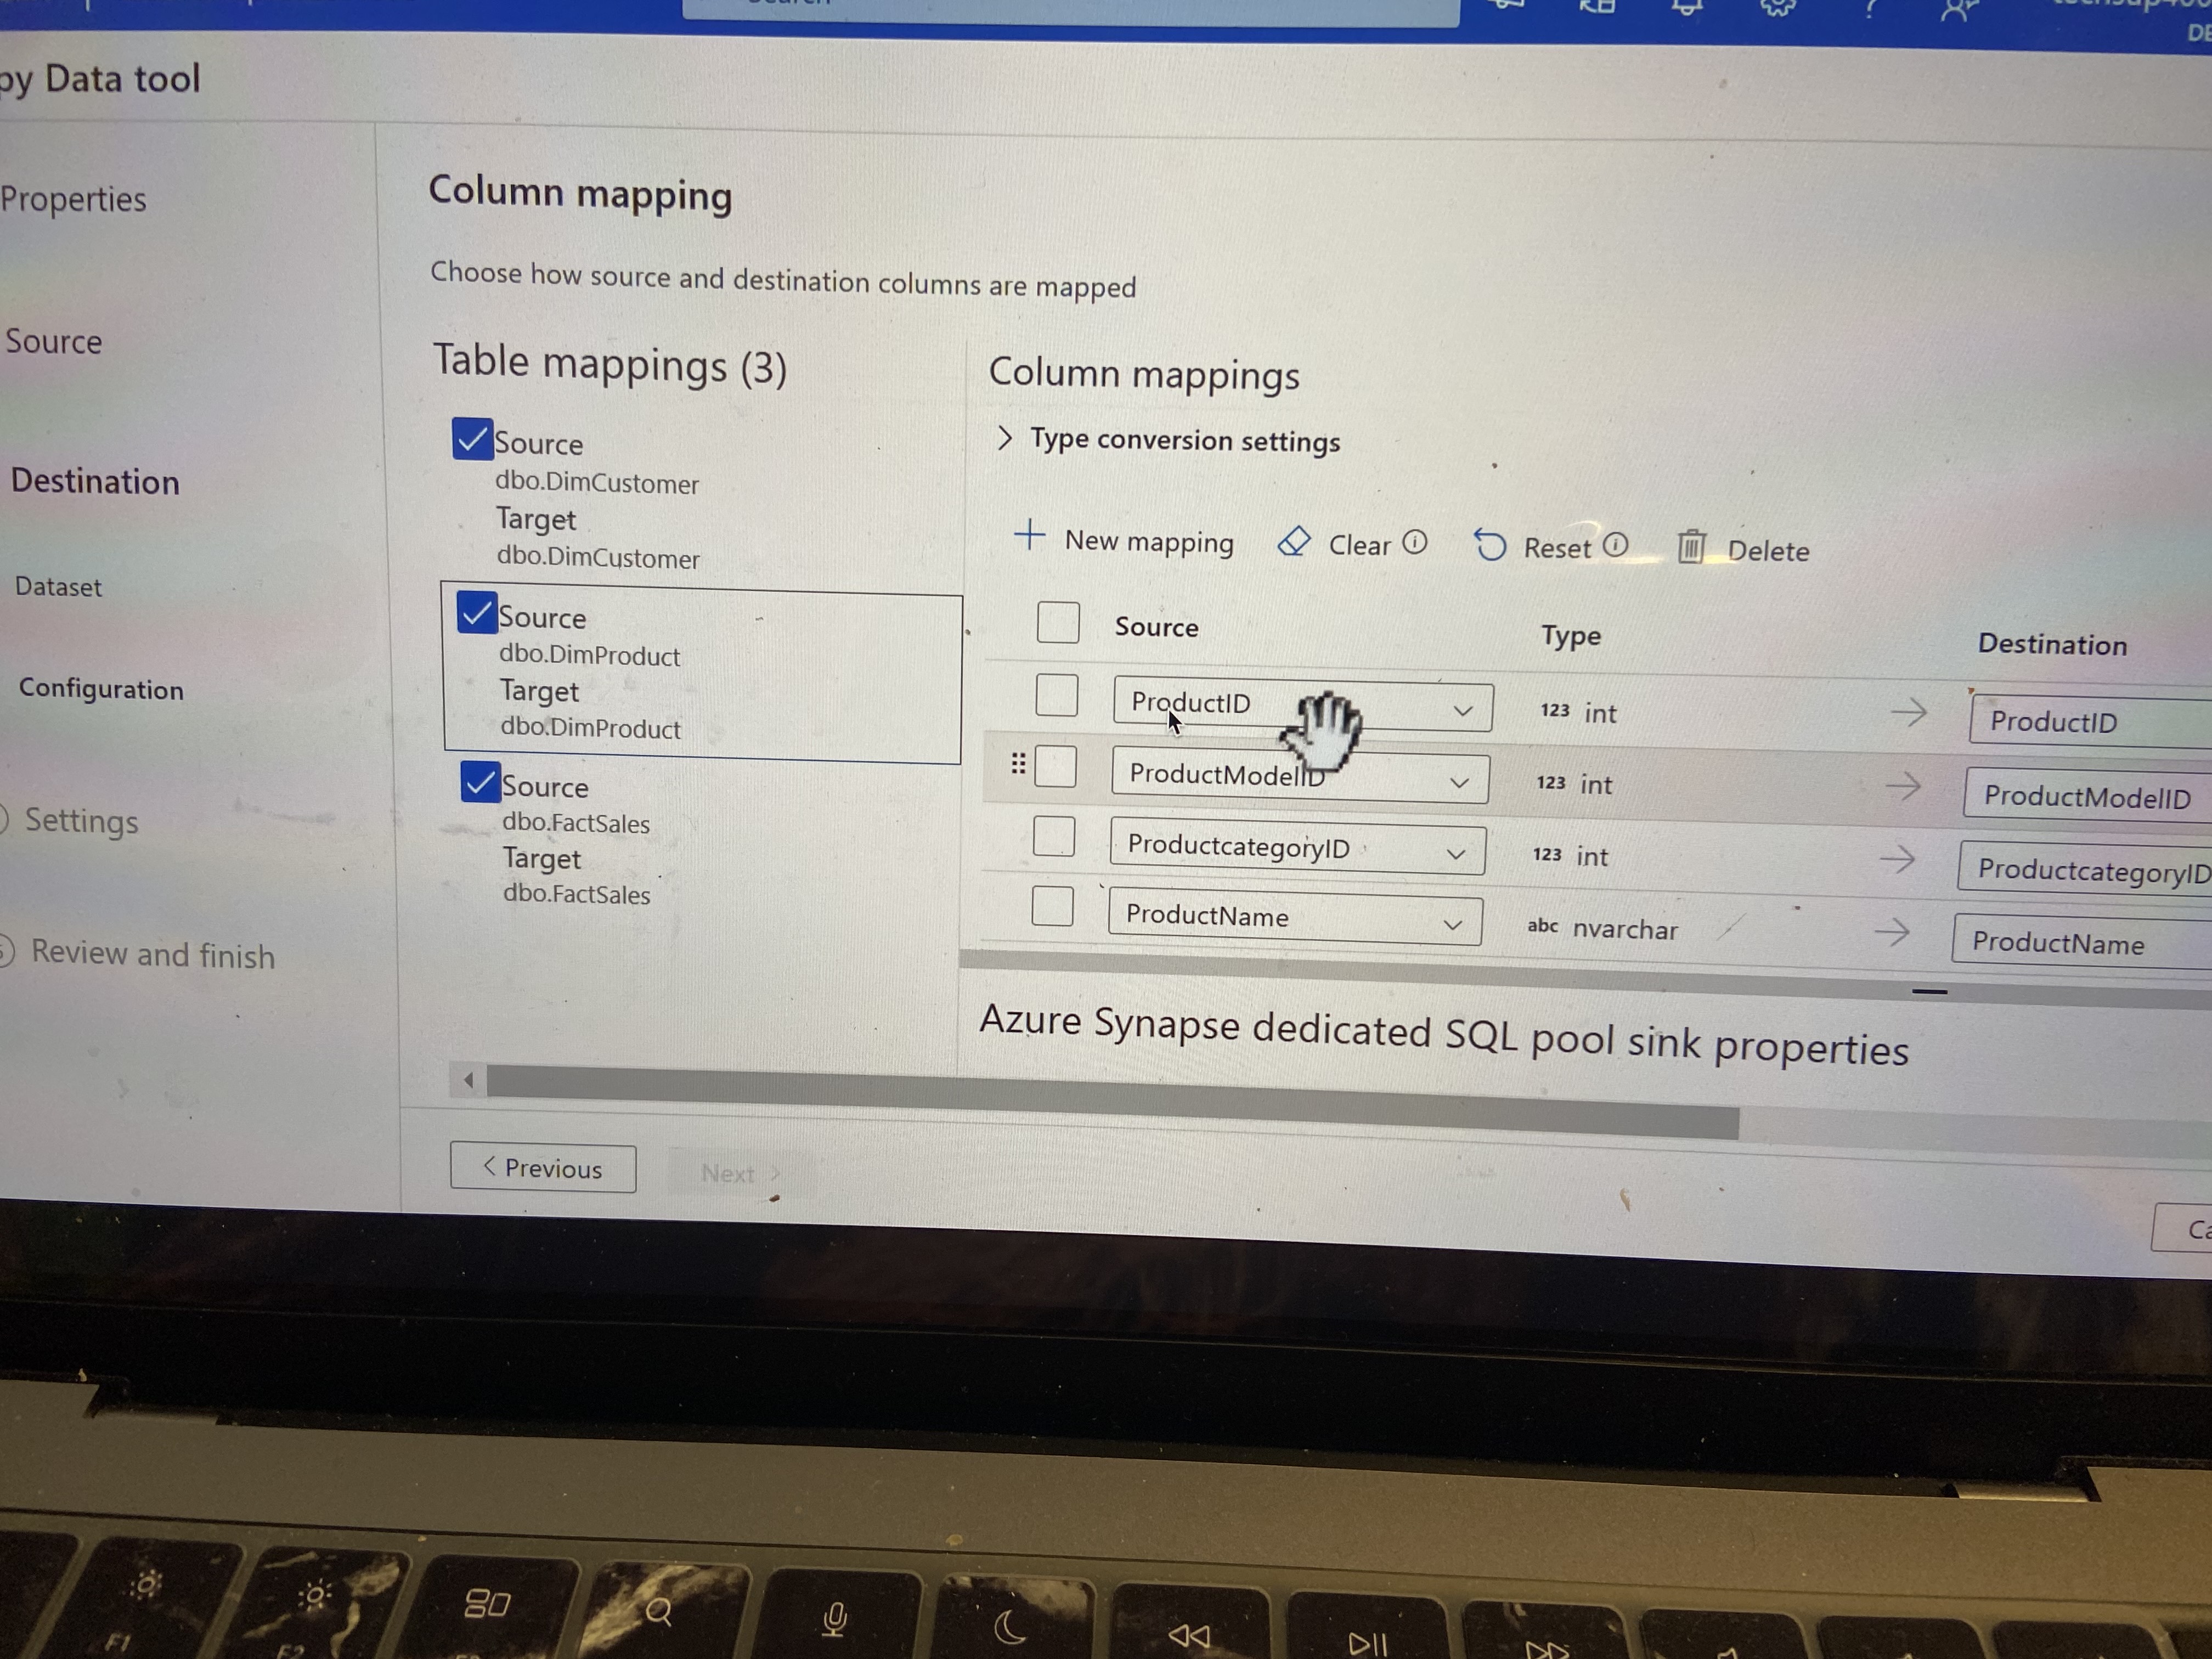 Data tool
Properties
Source
Destination
Dataset
Configuration
Settings
Review and finish
Column mapping
Choose how source and destination columns are mapped
Table mappings (3)
Source
dbo.DimCustomer
Target
dbo.DimCustomer
Source
dbo.DimProduct
Target
dbo.DimProduct
Source
dbo.FactSales
Target
dbo.FactSales
Column mappings
Type conversion settings
New mapping Clear Reset Delete
Source Type Destination
ProductID 123 int ProductID
ProductModelID 123 int ProductModelID
ProductcategoryID 123 int ProductcategoryID
ProductName abc nvarchar ProductName
Azure Synapse dedicated SQL pool sink properties
Previous
Next
F1